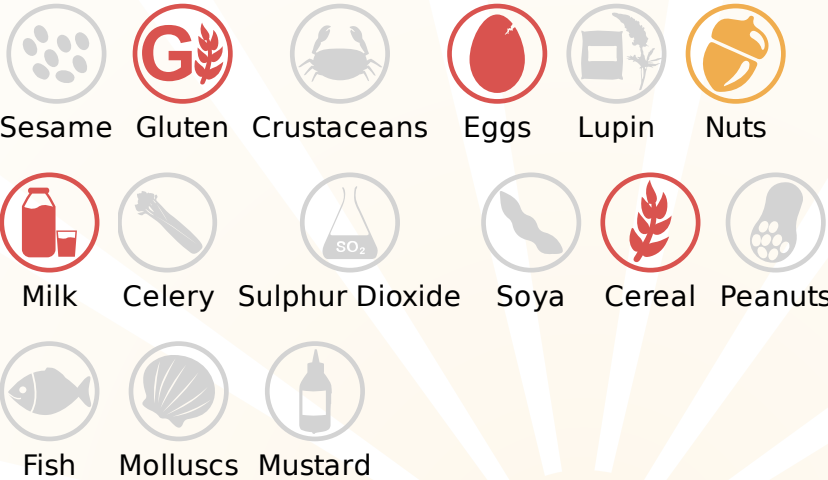 G
Sesame Gluten Crustaceans Eggs Lupin Nuts
SO₂
Milk Celery Sulphur Dioxide Soya Cereal Peanuts
Fish Molluscs Mustard